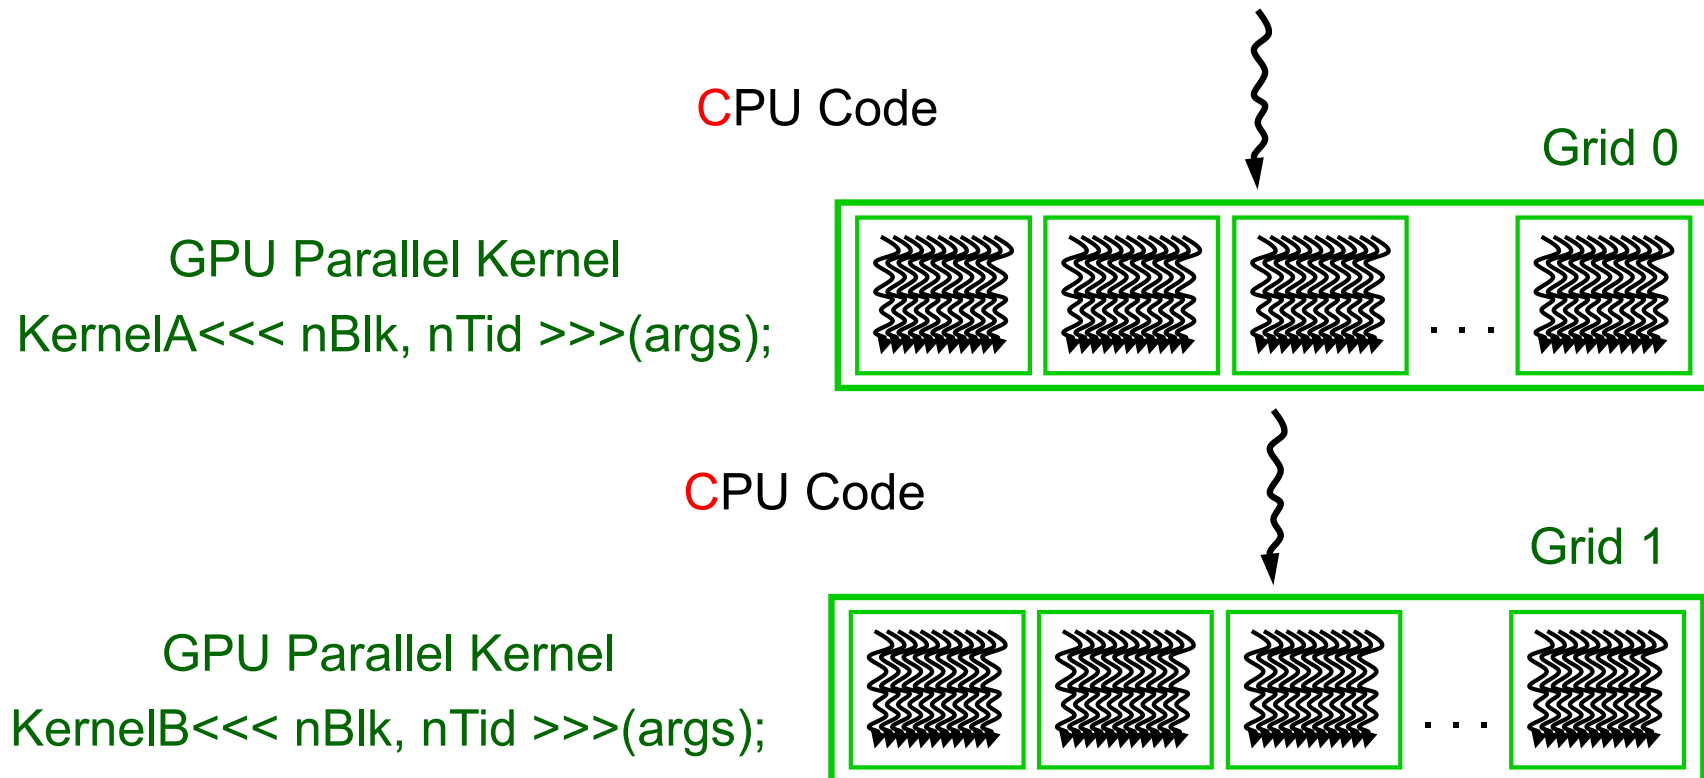 CPU Code
Grid 0
GPU Parallel Kernel
KernelA<<< nBlk, nTid >>>(args);
. . .
CPU Code
Grid 1
GPU Parallel Kernel
KernelB<<< nBlk, nTid >>>(args);
. . .